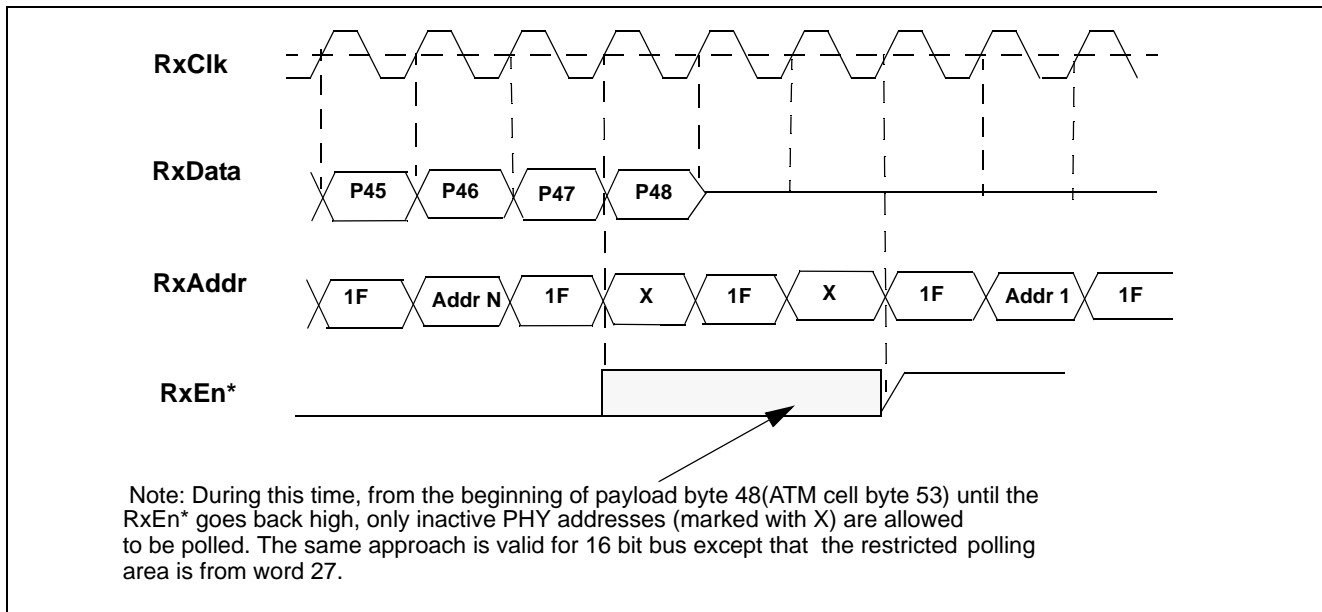 RxClk
RxData
P45 P46 P47 P48
RxAddr
1F Addr N 1F X 1F X 1F Addr 1 1F
RxEn*
Note: During this time, from the beginning of payload byte 48(ATM cell byte 53) until the
RxEn* goes back high, only inactive PHY addresses (marked with X) are allowed
to be polled. The same approach is valid for 16 bit bus except that the restricted polling
area is from word 27.